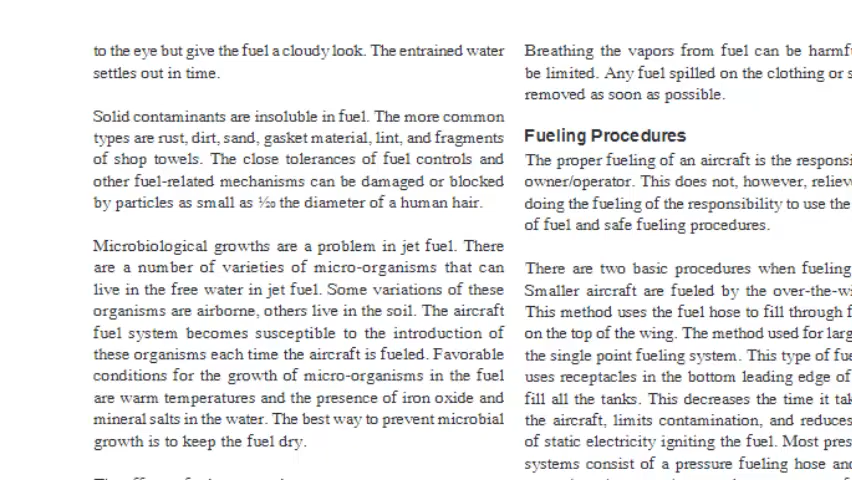 to the eye but give the fuel a cloudy look. The entrained water
settles out in time.
Solid contaminants are insoluble in fuel. The more common
types are rust, dirt, sand, gasket material, lint, and fragments
of shop towels. The close tolerances of fuel controls and
other fuel-related mechanisms can be damaged or blocked
by particles as small as 1⁄20 the diameter of a human hair.
Microbiological growths are a problem in jet fuel. There
are a number of varieties of micro-organisms that can
live in the free water in jet fuel. Some variations of these
organisms are airborne, others live in the soil. The aircraft
fuel system becomes susceptible to the introduction of
these organisms each time the aircraft is fueled. Favorable
conditions for the growth of micro-organisms in the fuel
are warm temperatures and the presence of iron oxide and
mineral salts in the water. The best way to prevent microbial
growth is to keep the fuel dry.
Breathing the vapors from fuel can be
be limited. Any fuel spilled on the clothing or
removed as soon as possible.
Fueling Procedures
The proper fueling of an aircraft is the
owner/operator. This does not, however,
doing the fueling of the responsibility to use the
of fuel and safe fueling procedures.
There are two basic procedures when fueling
Smaller aircraft are fueled by the
This method uses the fuel hose to fill through
on the top of the wing. The method used for
the single point fueling system. This type of
uses receptacles in the bottom leading edge of
fill all the tanks. This decreases the time it
the aircraft, limits contamination, and reduces
of static electricity igniting the fuel. Most
systems consist of a pressure fueling hose and